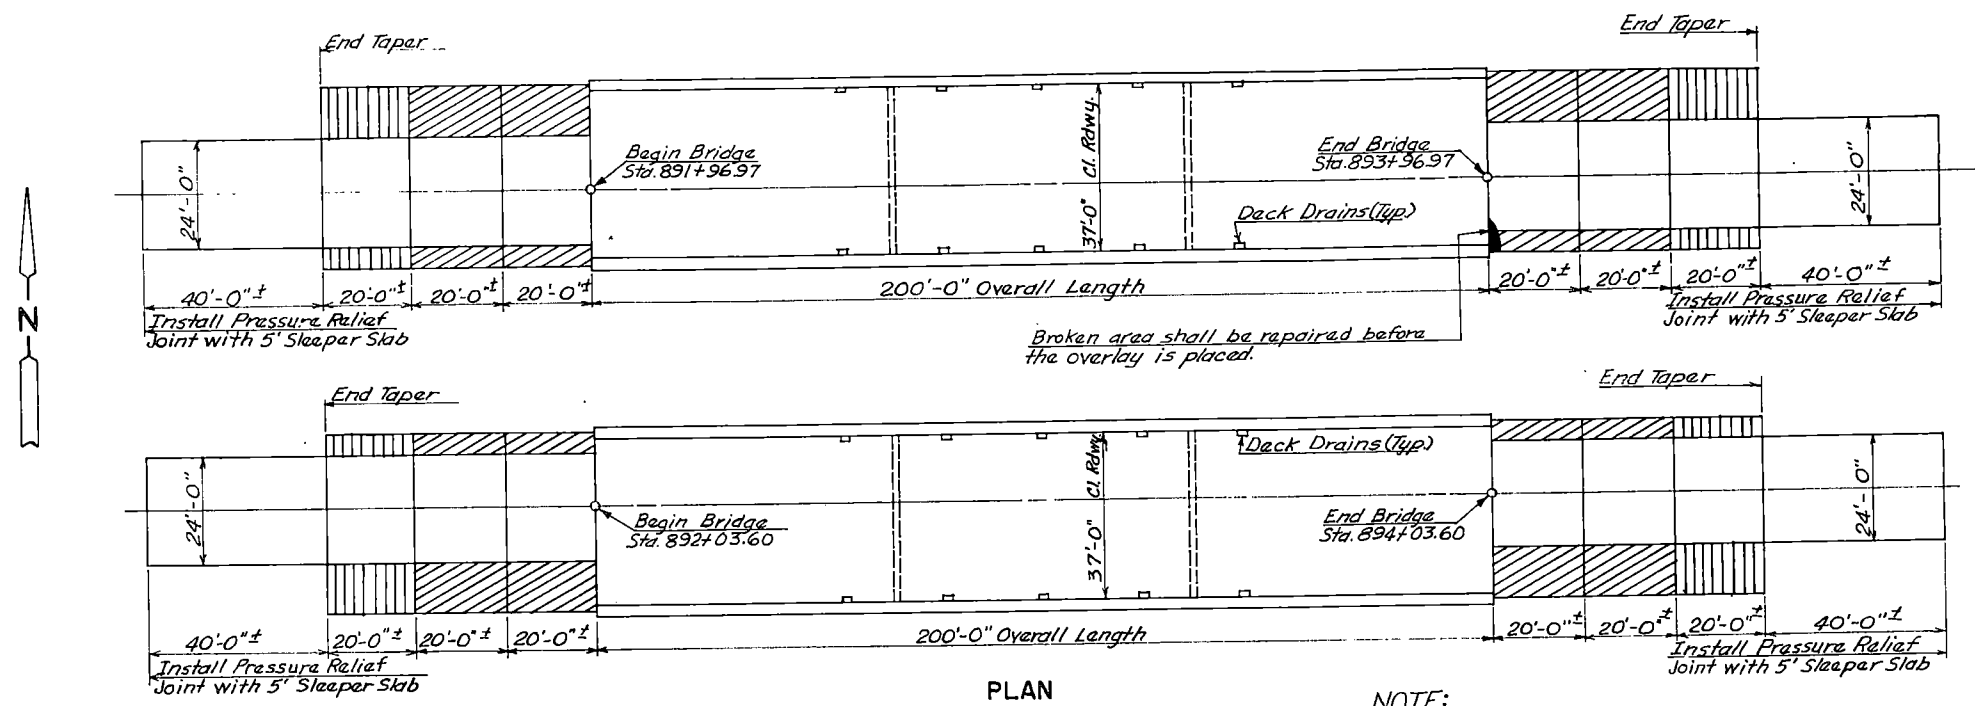 End Taper
End Taper
24'-0"
Begin Bridge
Sta. 891+96.97
37'-0" Cl. Rdwy.
End Bridge
Sta. 893+96.97
24'-0"
Deck Drains (Typ.)
40'-0"± 20'-0"± 20'-0"± 20'-0"± 200'-0" Overall Length 20'-0"± 20'-0"± 20'-0"± 40'-0"±
Install Pressure Relief
Joint with 5' Sleeper Slab
Install Pressure Relief
Joint with 5' Sleeper Slab
N
Broken area shall be repaired before
the overlay is placed.
End Taper
End Taper
Deck Drains (Typ.)
24'-0"
Begin Bridge
Sta. 892+03.60
37'-0" Cl. Rdwy.
End Bridge
Sta. 894+03.60
24'-0"
40'-0"± 20'-0"± 20'-0"± 20'-0"± 200'-0" Overall Length 20'-0"± 20'-0"± 20'-0"± 40'-0"±
Install Pressure Relief
Joint with 5' Sleeper Slab
Install Pressure Relief
Joint with 5' Sleeper Slab
PLAN
NOTE: